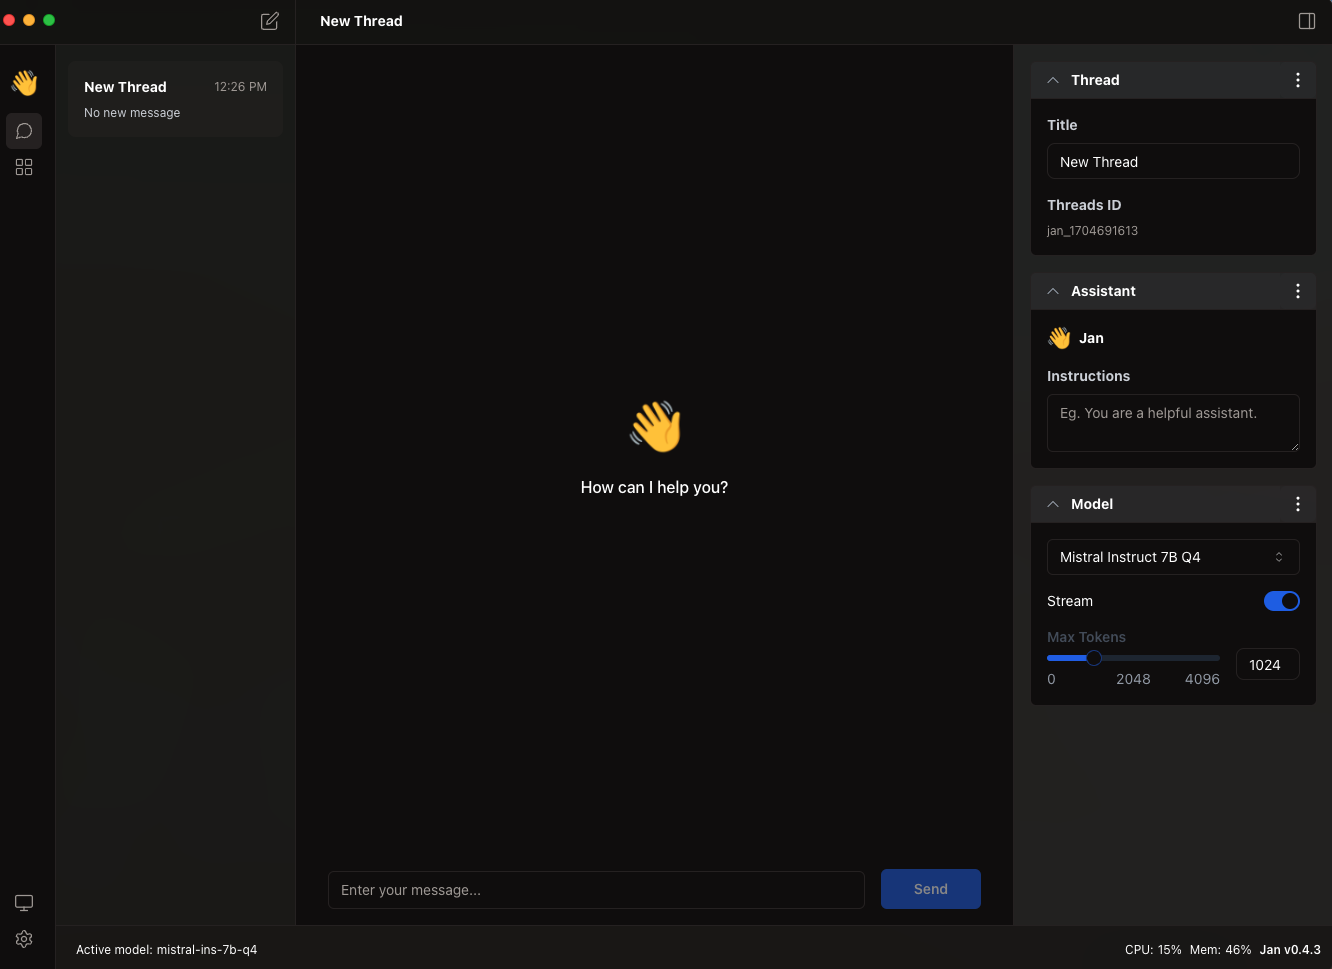 New Thread
New Thread 12:26 PM
No new message
How can I help you?
Enter your message...
Send
Thread
Title
New Thread
Threads ID
jan_1704691613
Assistant
Jan
Instructions
Eg. You are a helpful assistant.
Model
Mistral Instruct 7B Q4
Stream
Max Tokens
1024
0 2048 4096
Active model: mistral-ins-7b-q4
CPU: 15% Mem: 46% Jan v0.4.3